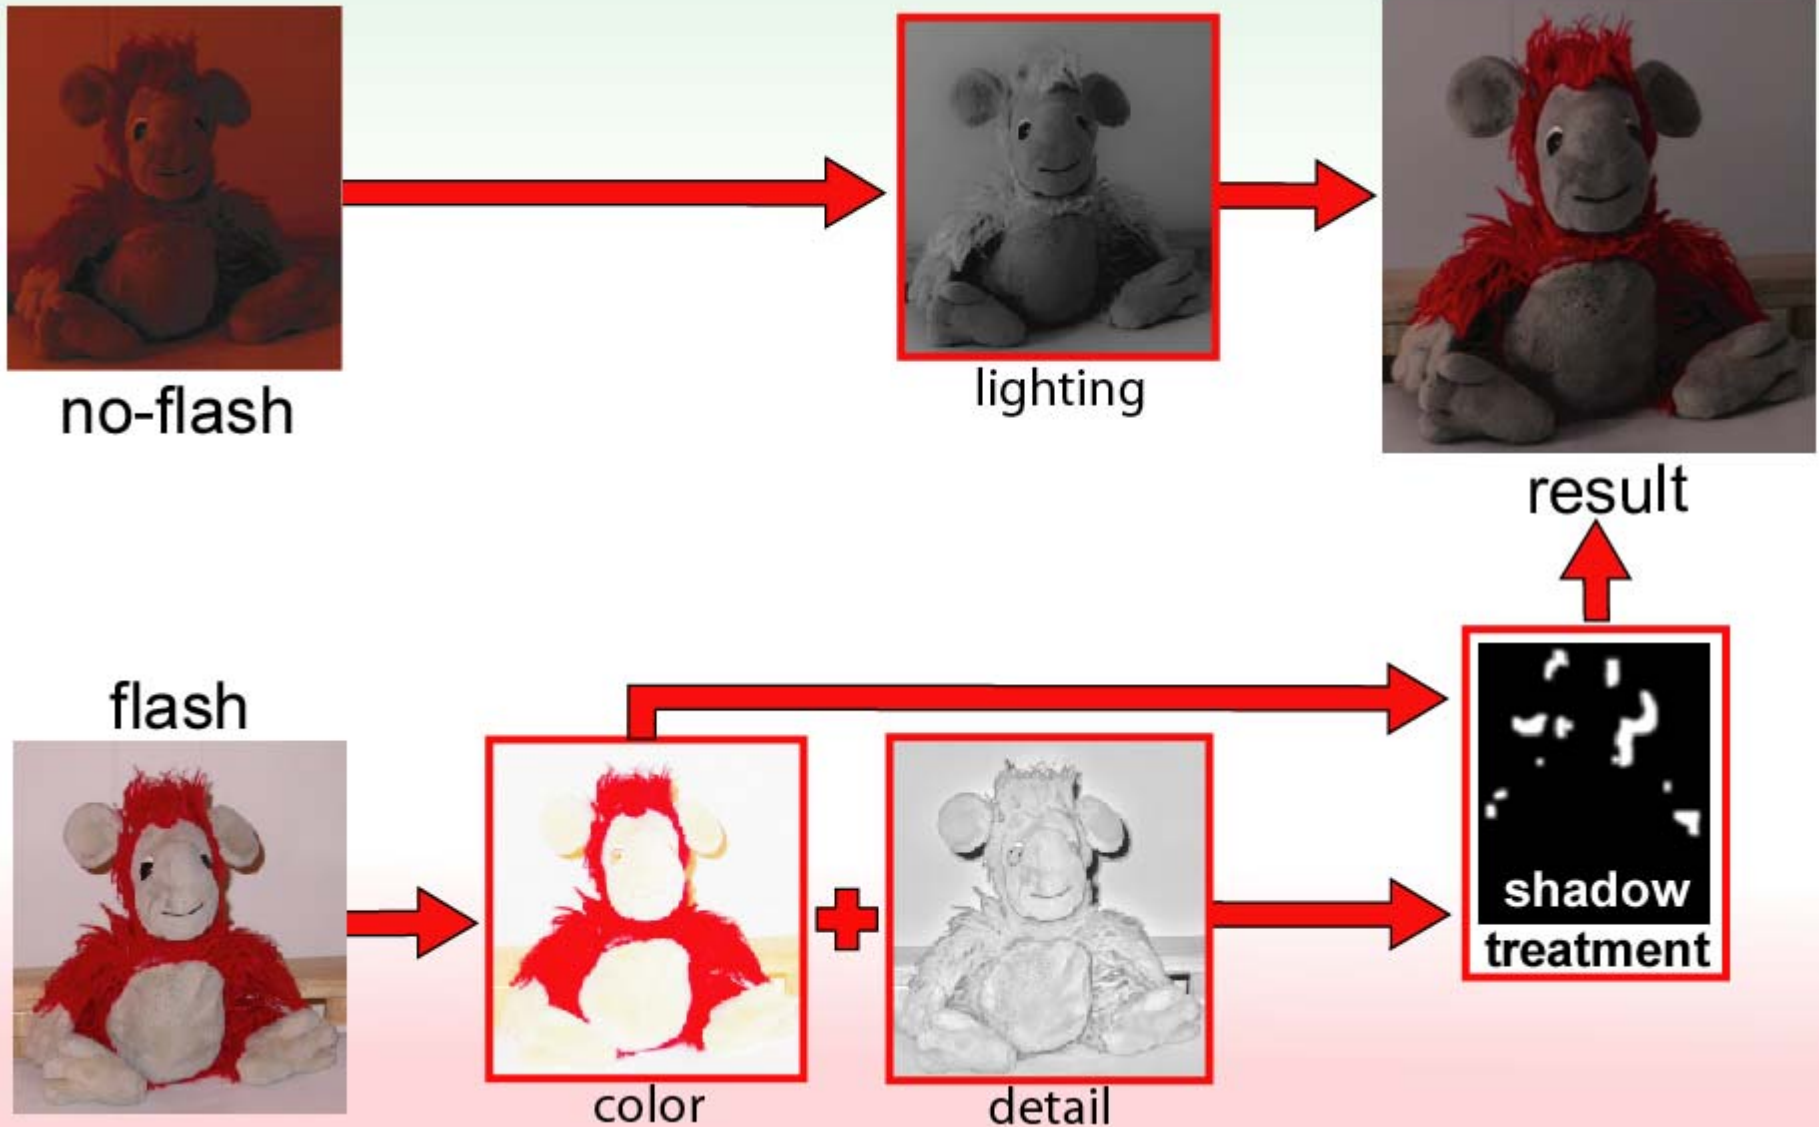 no-flash
lighting
result
flash
shadow
treatment
color
detail